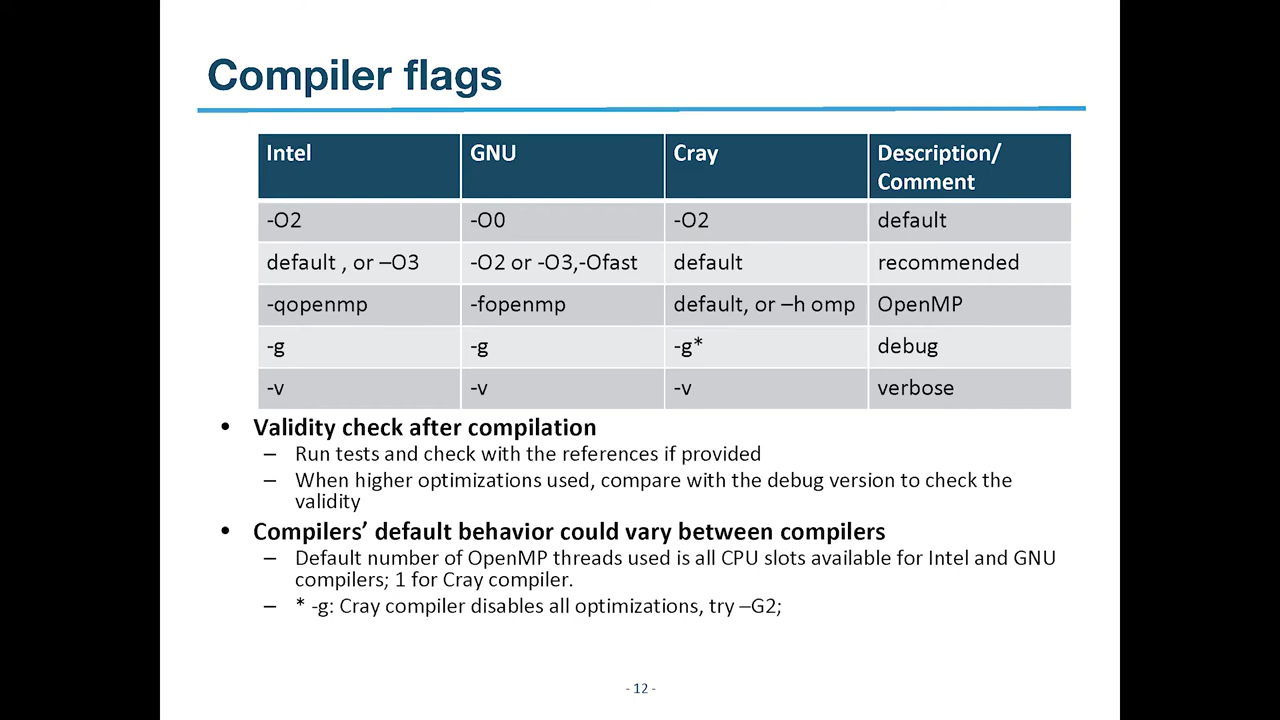 Compiler flags
Intel GNU Cray Description/
Comment
-O2 -O0 -O2 default
default , or –O3 -O2 or -O3,-Ofast default recommended
-qopenmp -fopenmp default, or –h omp OpenMP
-g -g -g* debug
-v -v -v verbose
• Validity check after compilation
– Run tests and check with the references if provided
– When higher optimizations used, compare with the debug version to check the
validity
• Compilers’ default behavior could vary between compilers
– Default number of OpenMP threads used is all CPU slots available for Intel and GNU
compilers; 1 for Cray compiler.
– * -g: Cray compiler disables all optimizations, try –G2;
- 12 -